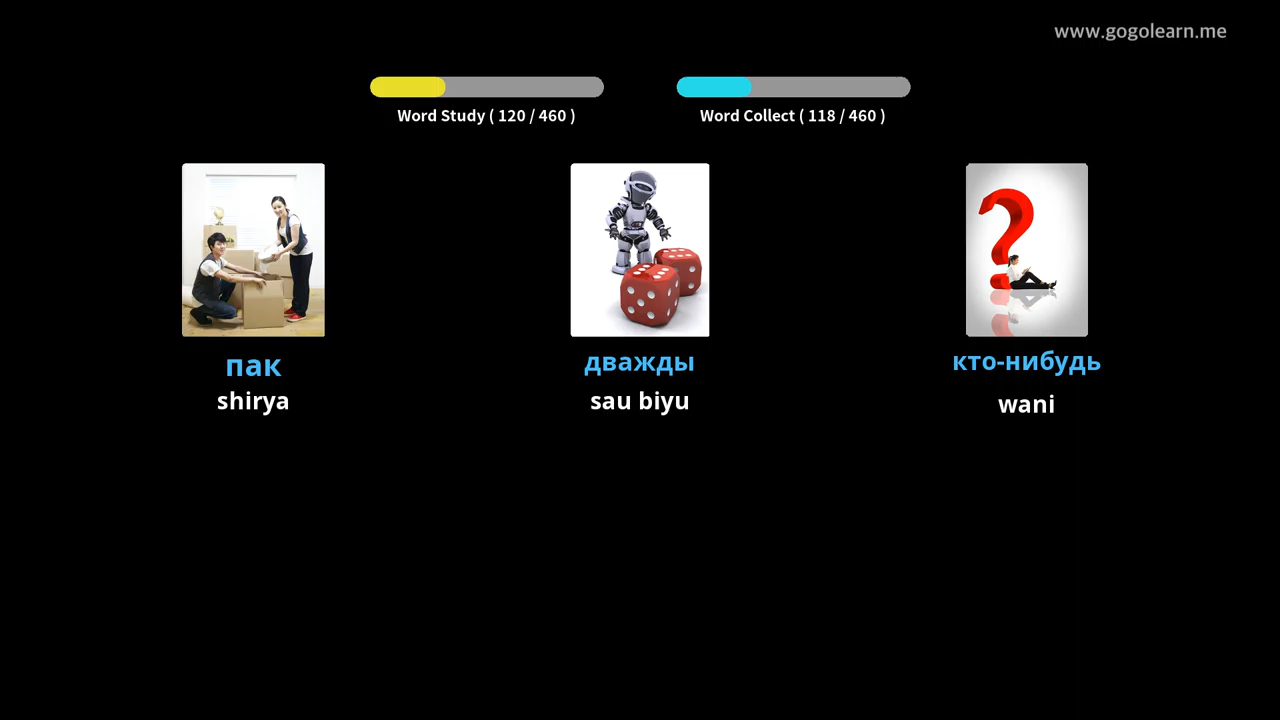 www.gogolearn.me
Word Study ( 120 / 460 )
Word Collect ( 118 / 460 )
пак
shirya
дважды
sau biyu
кто-нибудь
wani